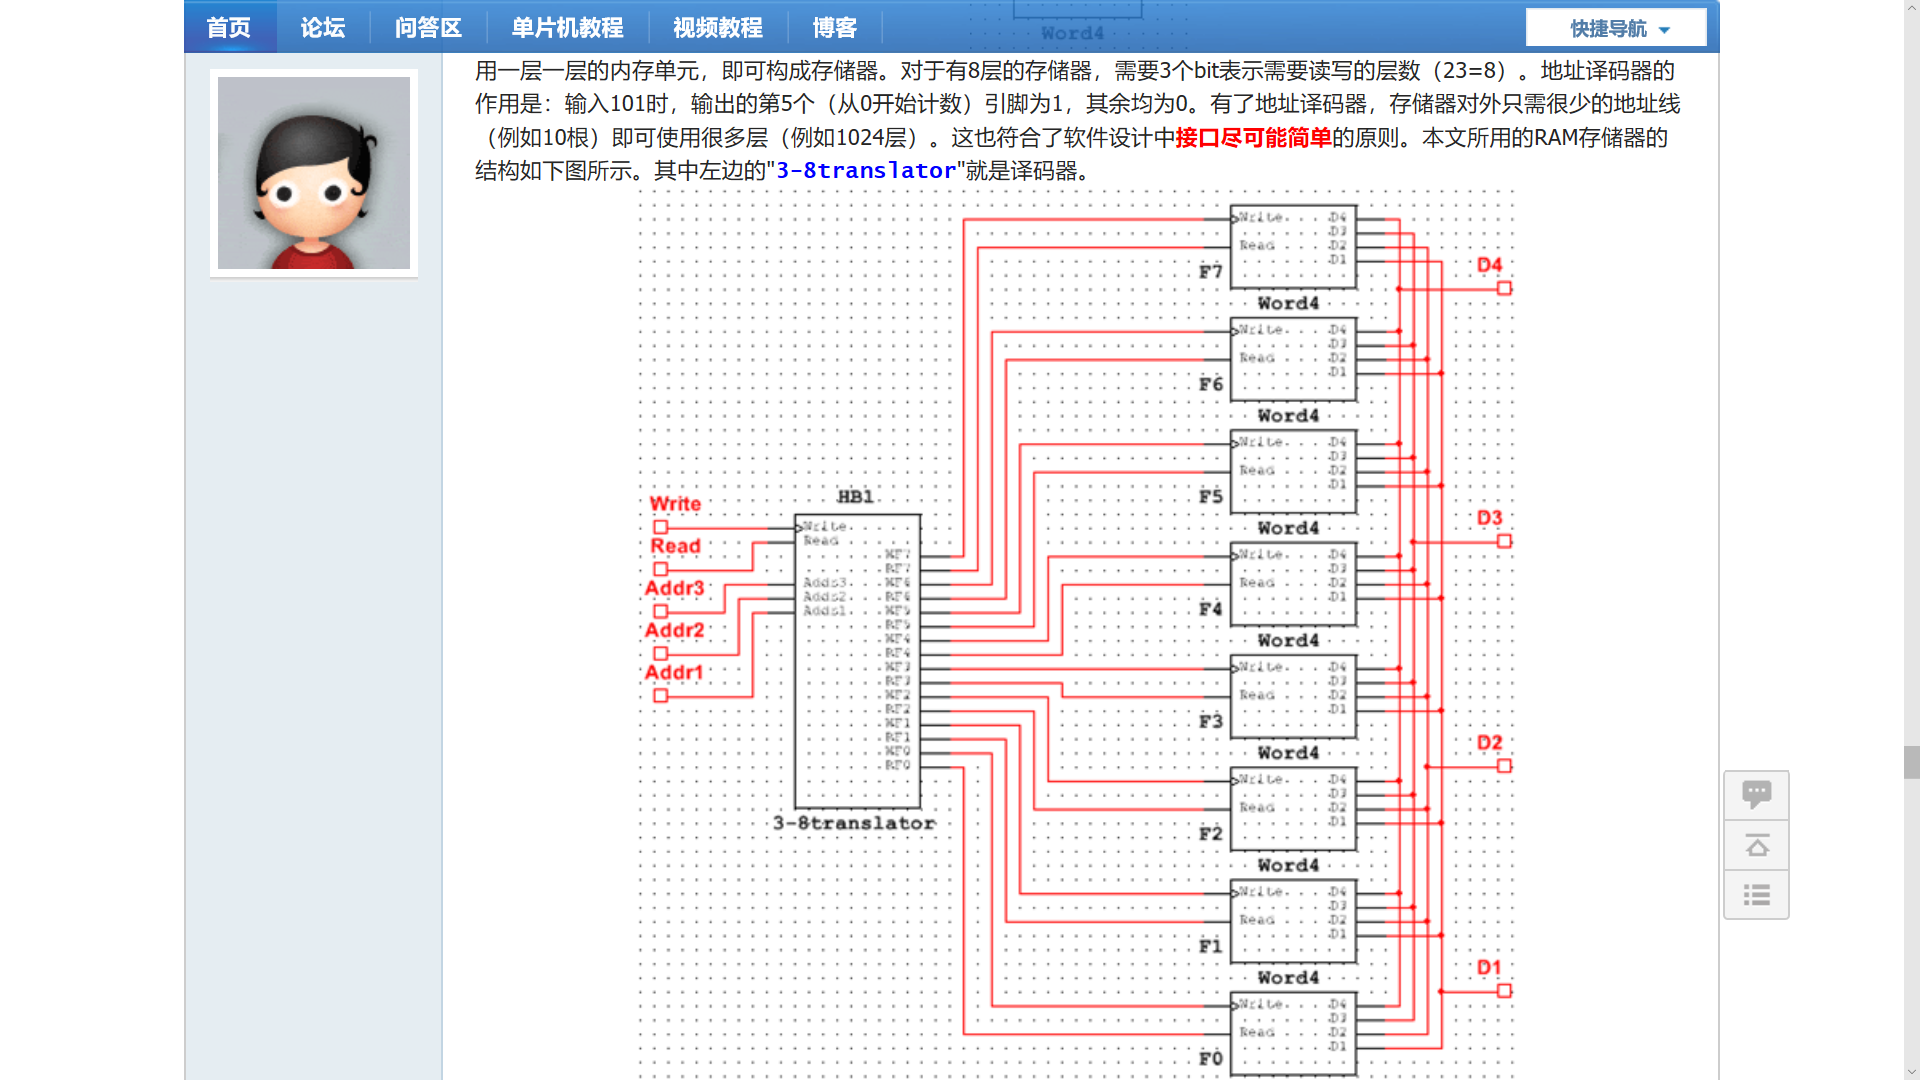 首页 论坛 问答区 单片机教程 视频教程 博客 快捷导航
Word4
用一层一层的内存单元，即可构成存储器。对于有8层的存储器，需要3个bit表示需要读写的层数（23=8）。地址译码器的
作用是：输入101时，输出的第5个（从0开始计数）引脚为1，其余均为0。有了地址译码器，存储器对外只需很少的地址线
（例如10根）即可使用很多层（例如1024层）。这也符合了软件设计中接口尽可能简单的原则。本文所用的RAM存储器的
结构如下图所示。其中左边的"3-8translator"就是译码器。
Write
Read
Addr3
Addr2
Addr1
HB1
Write
Read
Adds3
Adds2
Adds1
WF7
RF7
WF6
RF6
WF5
RF5
WF4
RF4
WF3
RF3
WF2
RF2
WF1
RF1
WF0
RF0
3-8translator
Write D4
D3
Read D2
D1
F7
Word4
Write D4
D3
Read D2
D1
F6
Word4
Write D4
D3
Read D2
D1
F5
Word4
Write D4
D3
Read D2
D1
F4
Word4
Write D4
D3
Read D2
D1
F3
Word4
Write D4
D3
Read D2
D1
F2
Word4
Write D4
D3
Read D2
D1
F1
Word4
Write D4
D3
Read D2
D1
F0
D4
D3
D2
D1